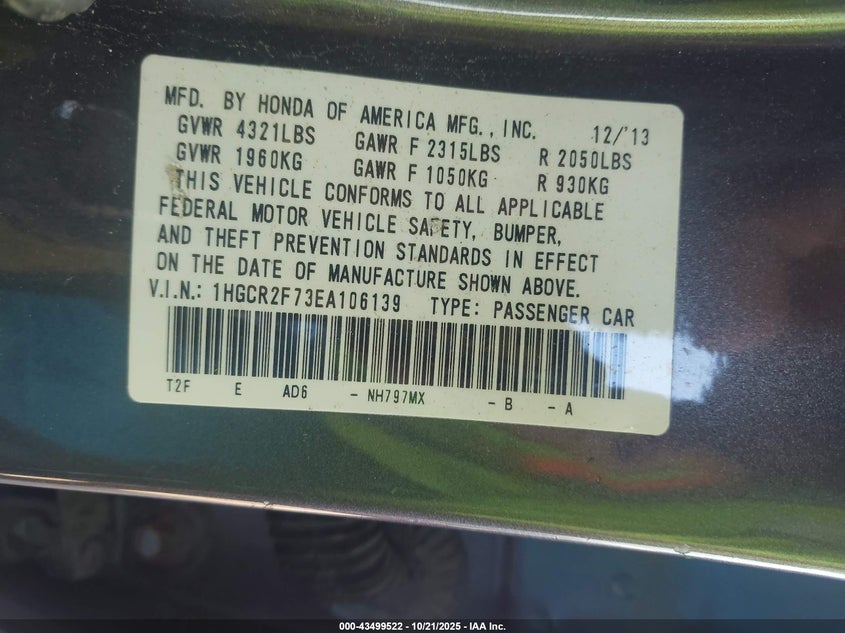 MFD. BY HONDA OF AMERICA MFG., INC. 12/'13
GVWR 4321LBS GAWR F 2315LBS R 2050LBS
GVWR 1960KG GAWR F 1050KG R 930KG
THIS VEHICLE CONFORMS TO ALL APPLICABLE
FEDERAL MOTOR VEHICLE SAFETY, BUMPER,
AND THEFT PREVENTION STANDARDS IN EFFECT
ON THE DATE OF MANUFACTURE SHOWN ABOVE.
V.I.N.: 1HGCR2F73EA106139 TYPE: PASSENGER CAR
T2F E AD6 - NH797MX - B - A
000-43499522 - 10/21/2025 - IAA Inc.